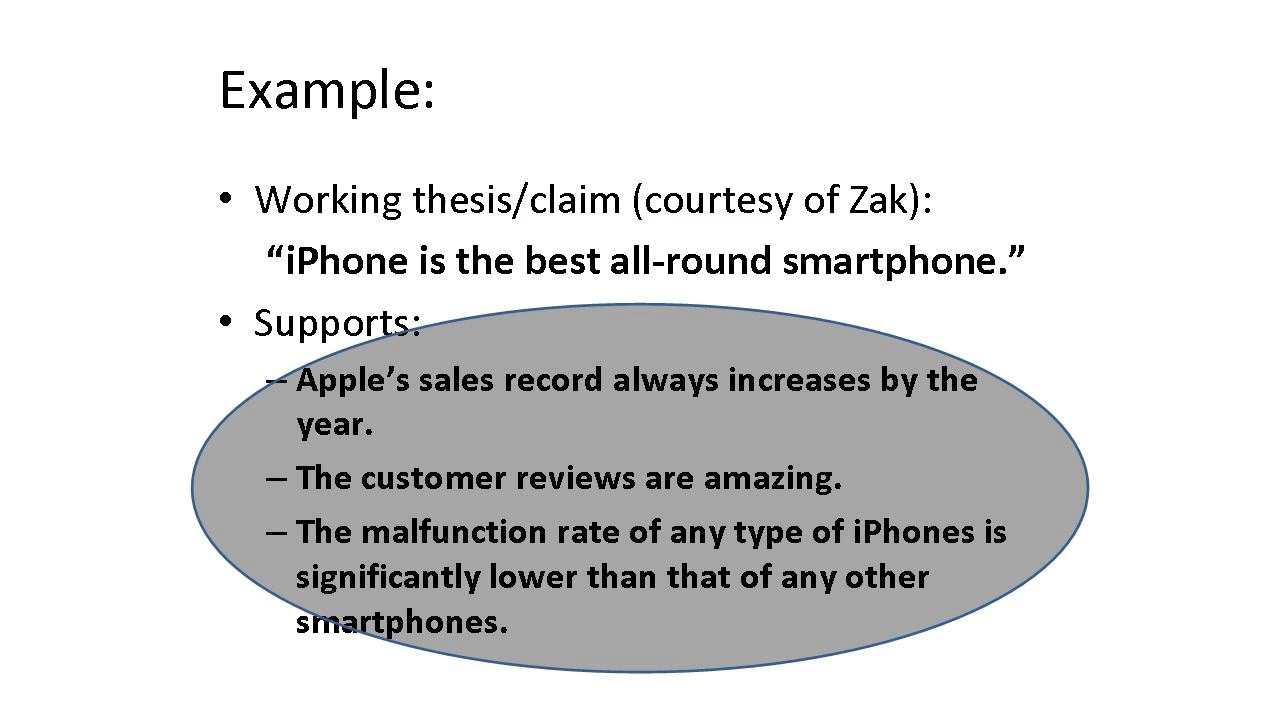 Example:
• Working thesis/claim (courtesy of Zak):
“iPhone is the best all-round smartphone.”
• Supports:
– Apple’s sales record always increases by the
year.
– The customer reviews are amazing.
– The malfunction rate of any type of iPhones is
significantly lower than that of any other
smartphones.